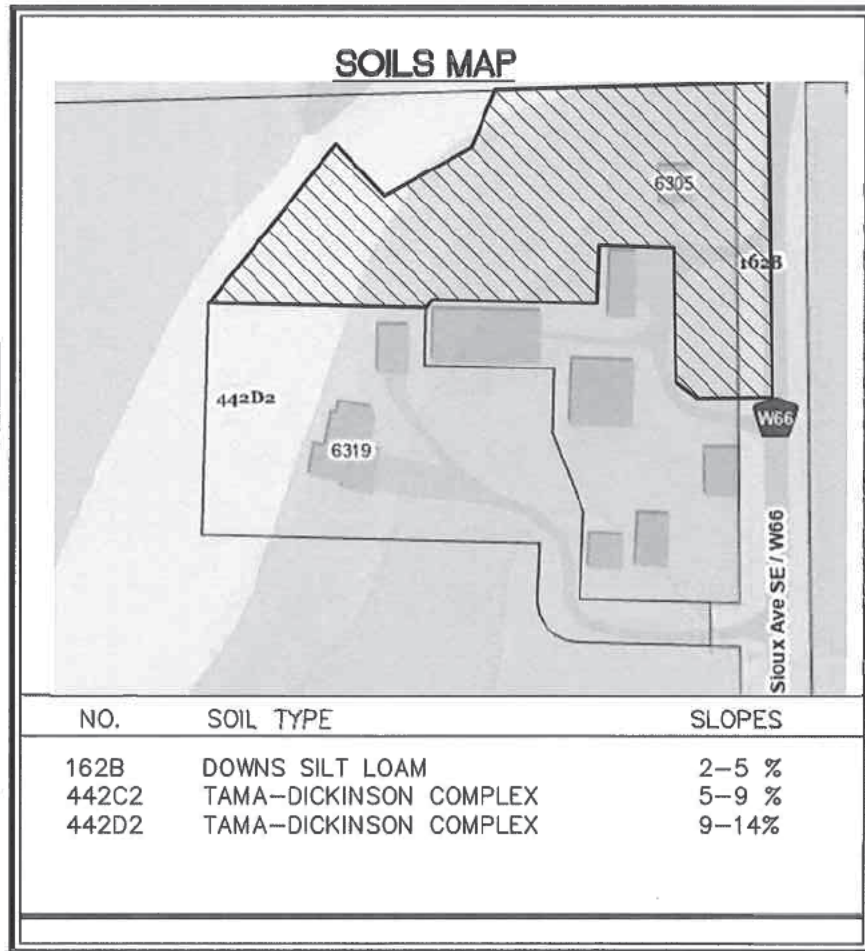 SOILS MAP
6305
162B
442D2
W66
6319
Sioux Ave SE / W66
NO. SOIL TYPE SLOPES
162B DOWNS SILT LOAM 2-5 %
442C2 TAMA-DICKINSON COMPLEX 5-9 %
442D2 TAMA-DICKINSON COMPLEX 9-14%